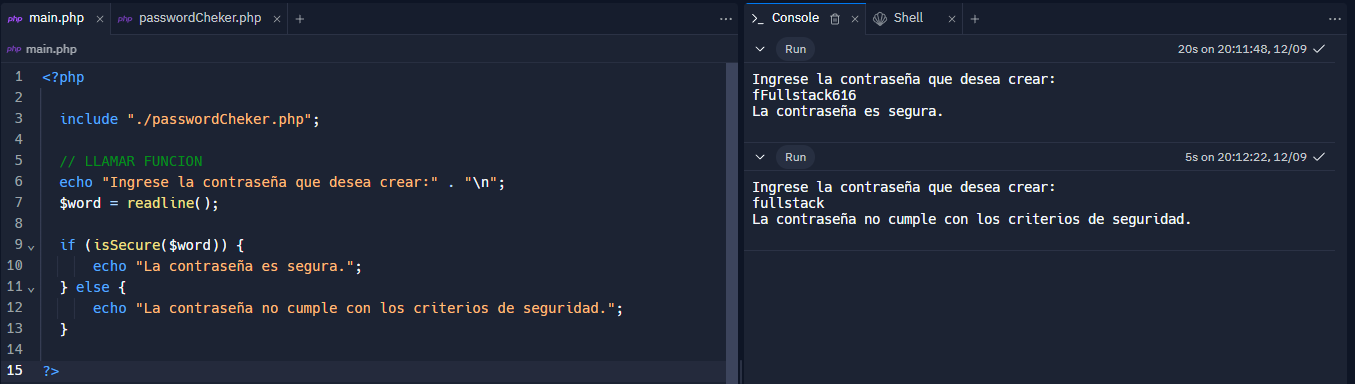 php main.php
php passwordCheker.php
php main.php
1 <?php
2
3 include "./passwordCheker.php";
4
5 // LLAMAR FUNCION
6 echo "Ingrese la contraseña que desea crear:" . "\n";
7 $word = readline();
8
9 if (isSecure($word)) {
10 echo "La contraseña es segura.";
11 } else {
12 echo "La contraseña no cumple con los criterios de seguridad.";
13 }
14
15 ?>
Console
Shell
Run
20s on 20:11:48, 12/09
Ingrese la contraseña que desea crear:
fFullstack616
La contraseña es segura.
Run
5s on 20:12:22, 12/09
Ingrese la contraseña que desea crear:
fullstack
La contraseña no cumple con los criterios de seguridad.